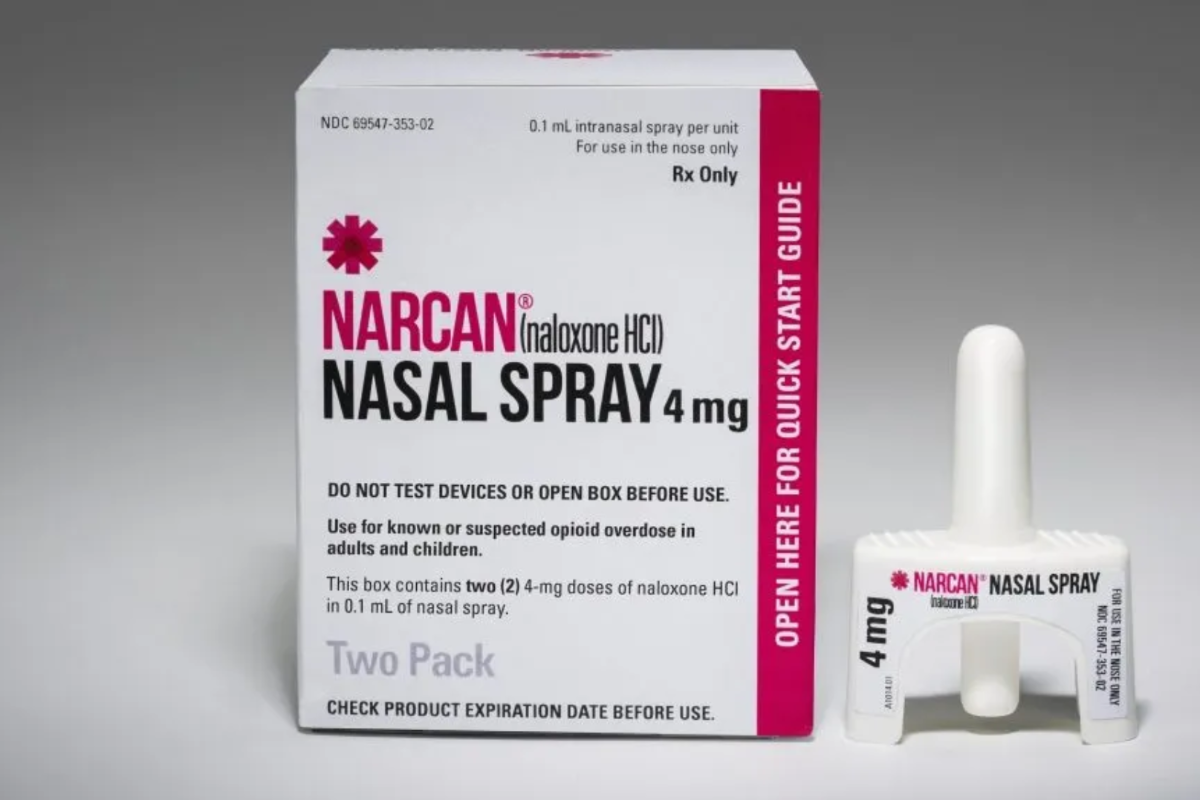 NDC 69547-353-02
0.1 mL intranasal spray per unit
For use in the nose only
Rx Only
NARCAN® (naloxone HCl)
NASAL SPRAY 4 mg
DO NOT TEST DEVICES OR OPEN BOX BEFORE USE.
Use for known or suspected opioid overdose in
adults and children.
This box contains two (2) 4-mg doses of naloxone HCl
in 0.1 mL of nasal spray.
Two Pack
CHECK PRODUCT EXPIRATION DATE BEFORE USE.
OPEN HERE FOR QUICK START GUIDE
NARCAN® NASAL SPRAY
(naloxone HCl)
4 mg
FOR USE IN THE NOSE ONLY
NDC 69547-353-02